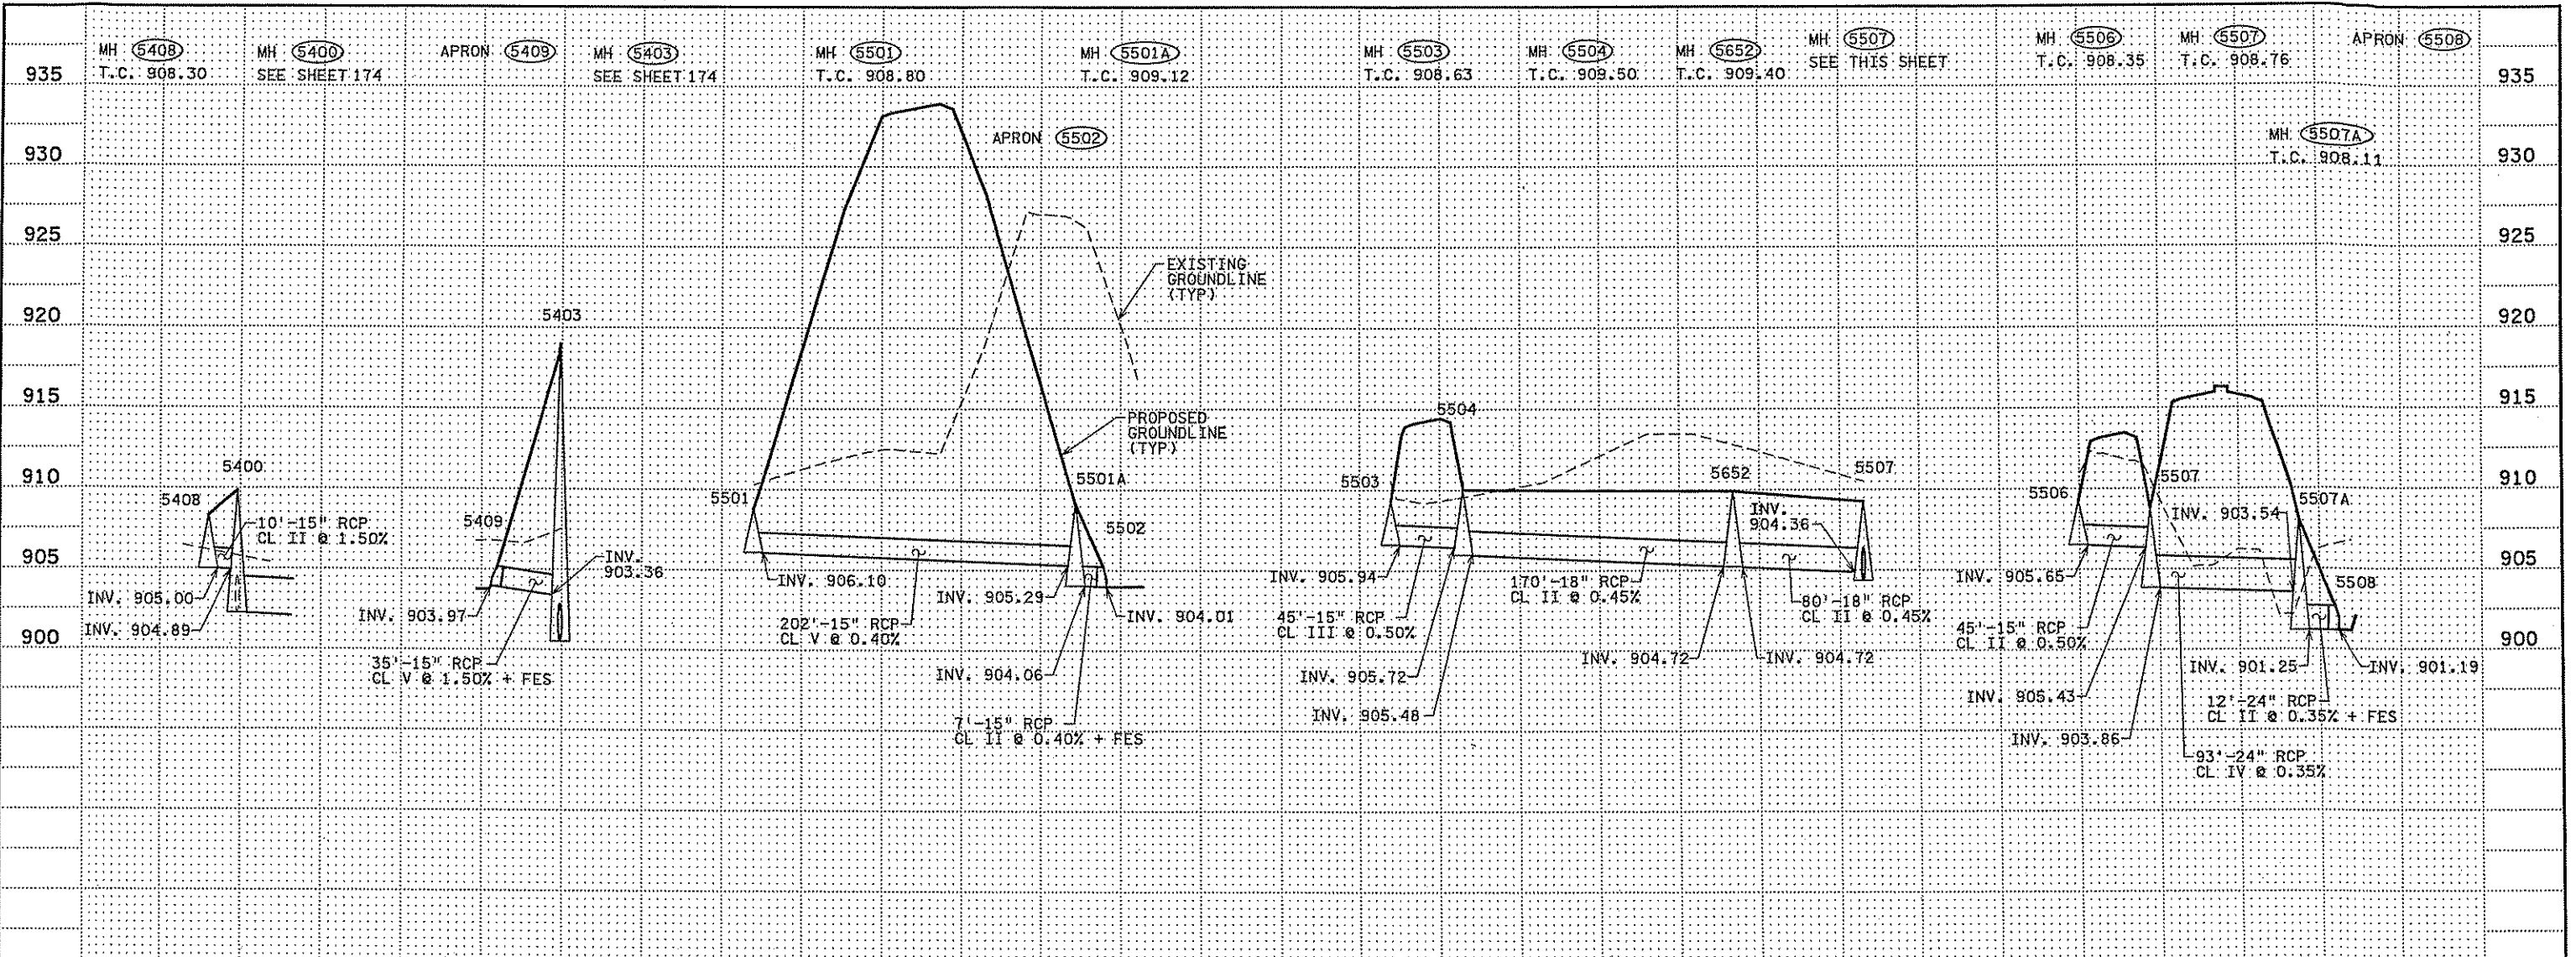 MH 5408
T.C. 908.30
MH 5400
SEE SHEET 174
APRON 5409
MH 5403
SEE SHEET 174
MH 5501
T.C. 908.80
MH 5501A
T.C. 909.12
APRON 5502
MH 5503
T.C. 908.63
MH 5504
T.C. 909.50
MH 5652
T.C. 909.40
MH 5507
SEE THIS SHEET
MH 5506
T.C. 908.35
MH 5507
T.C. 908.76
APRON 5508
MH 5507A
T.C. 908.11
935
930
925
920
915
910
905
900
935
930
925
920
915
910
905
900
5408
5400
10'-15" RCP
CL II @ 1.50%
INV. 905.00
INV. 904.89
5403
5409
INV.
903.36
INV. 903.97
35'-15" RCP
CL V @ 1.50% + FES
EXISTING
GROUNDLINE
(TYP)
PROPOSED
GROUNDLINE
(TYP)
5501
5501A
5502
INV. 906.10
INV. 905.29
202'-15" RCP
CL V @ 0.40%
INV. 904.01
INV. 904.06
7'-15" RCP
CL II @ 0.40% + FES
5503
5504
5652
5507
INV.
904.36
INV. 905.94
45'-15" RCP
CL III @ 0.50%
170'-18" RCP
CL II @ 0.45%
80'-18" RCP
CL II @ 0.45%
INV. 904.72
INV. 904.72
INV. 905.72
INV. 905.48
5506
5507
5507A
5508
INV. 903.54
INV. 905.65
45'-15" RCP
CL II @ 0.50%
INV. 901.25
INV. 901.19
INV. 905.43
12'-24" RCP
CL II @ 0.35% + FES
INV. 903.86
93'-24" RCP
CL IV @ 0.35%